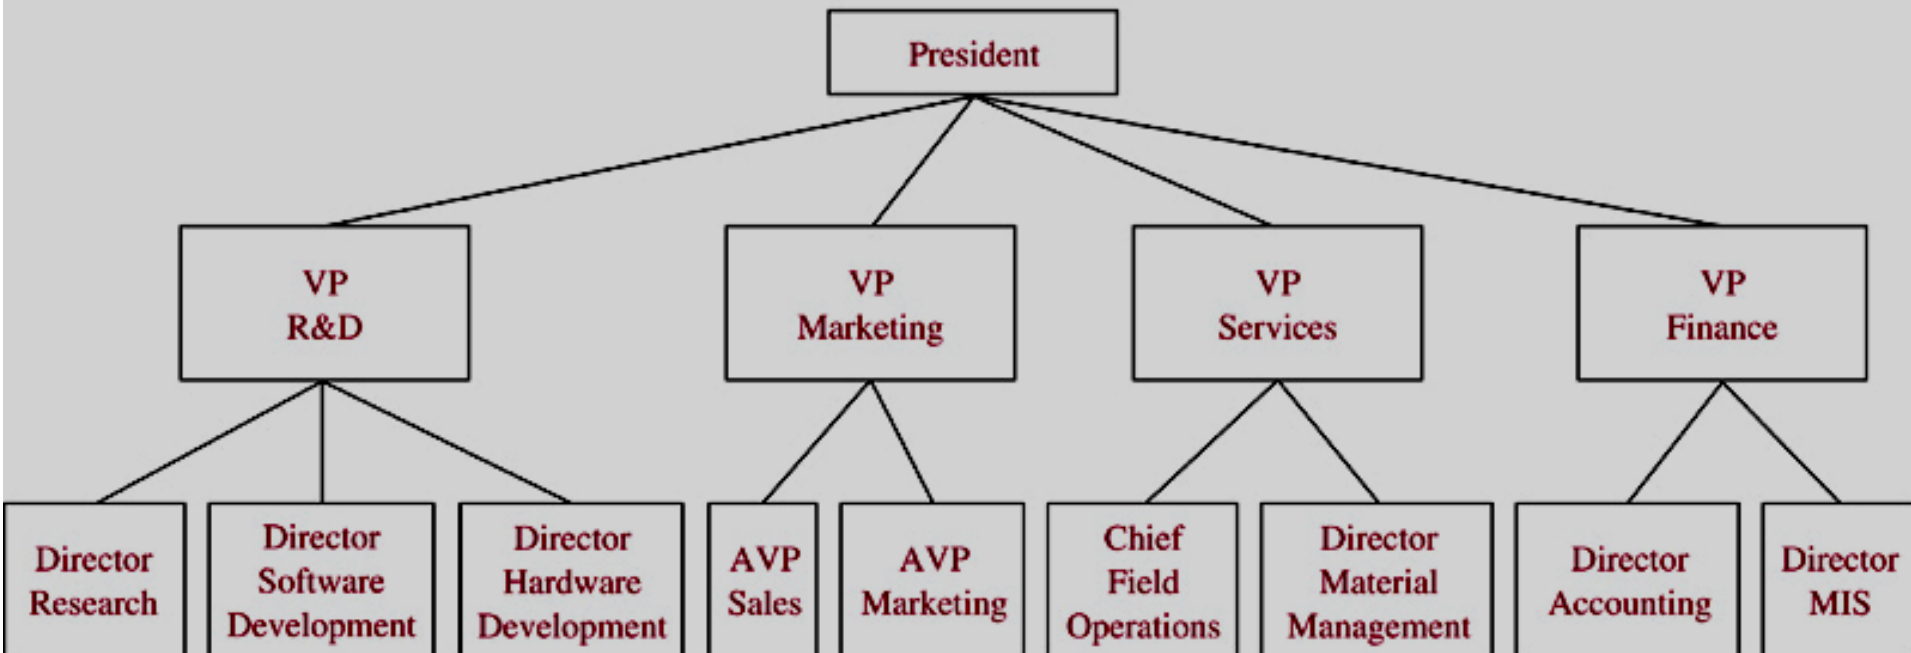 President
VP
R&D
VP
Marketing
VP
Services
VP
Finance
Director
Research
Director
Software
Development
Director
Hardware
Development
AVP
Sales
AVP
Marketing
Chief
Field
Operations
Director
Material
Management
Director
Accounting
Director
MIS